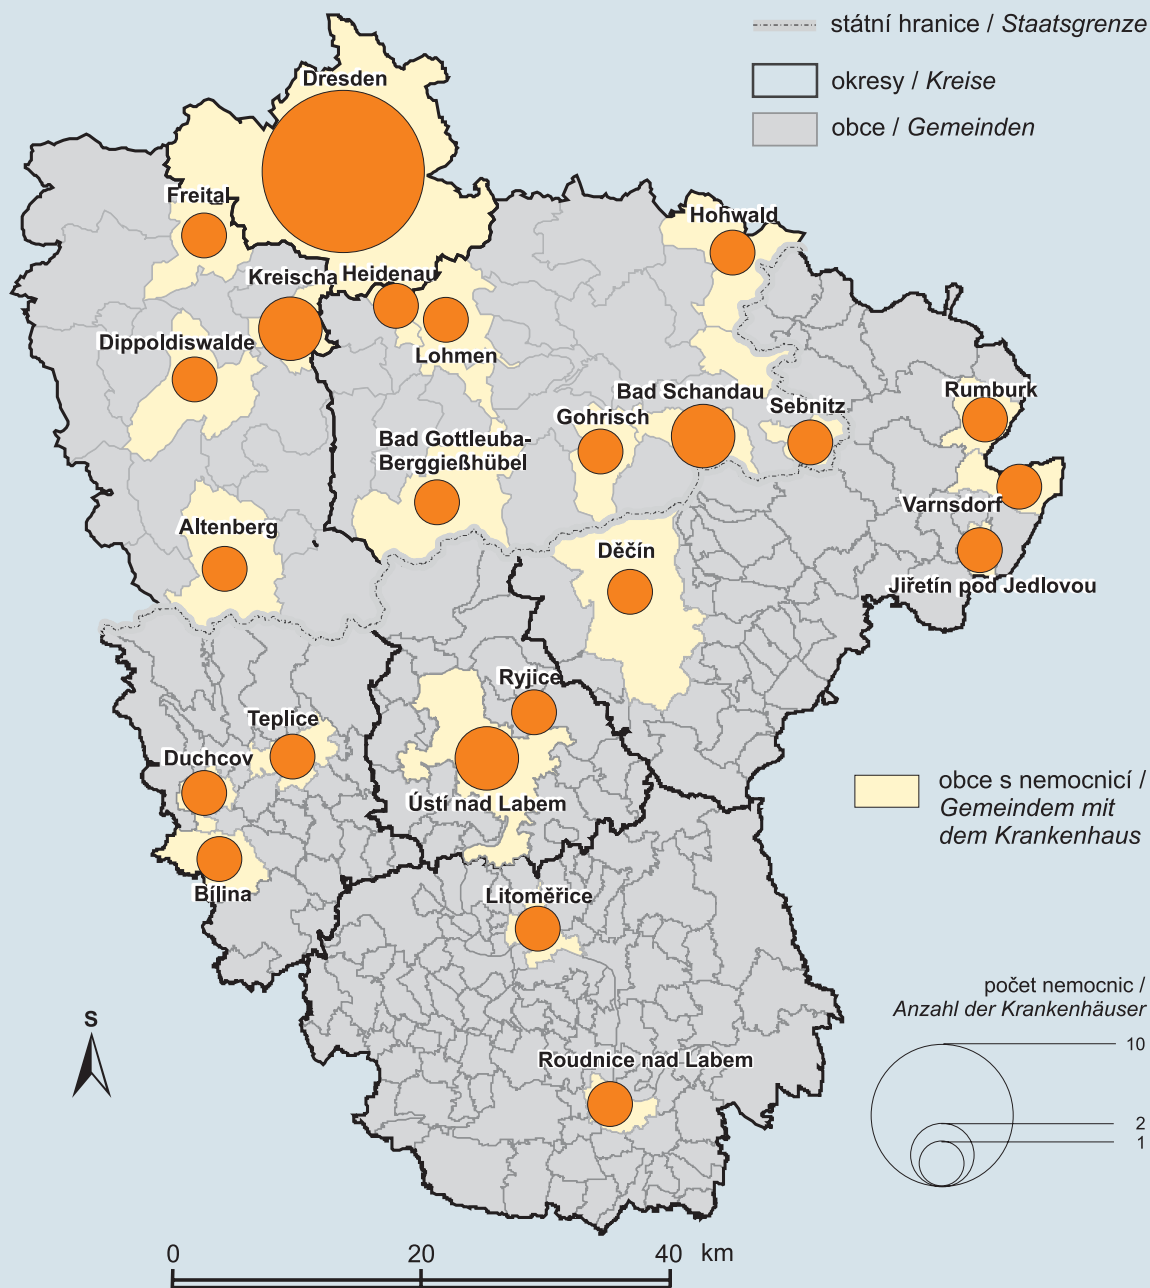 státní hranice / Staatsgrenze
okresy / Kreise
obce / Gemeinden
Dresden
Freital
Hohwald
Kreischa
Heidenau
Dippoldiswalde
Lohmen
Bad Schandau
Sebnitz
Rumburk
Gohrisch
Bad Gottleuba-
Berggießhübel
Varnsdorf
Altenberg
Děčín
Jiřetín pod Jedlovou
Ryjice
Teplice
Duchcov
Ústí nad Labem
obce s nemocnicí /
Gemeindem mit
dem Krankenhaus
Bílina
Litoměřice
počet nemocnic /
Anzahl der Krankenhäuser
S
10
Roudnice nad Labem
2
1
0 20 40 km